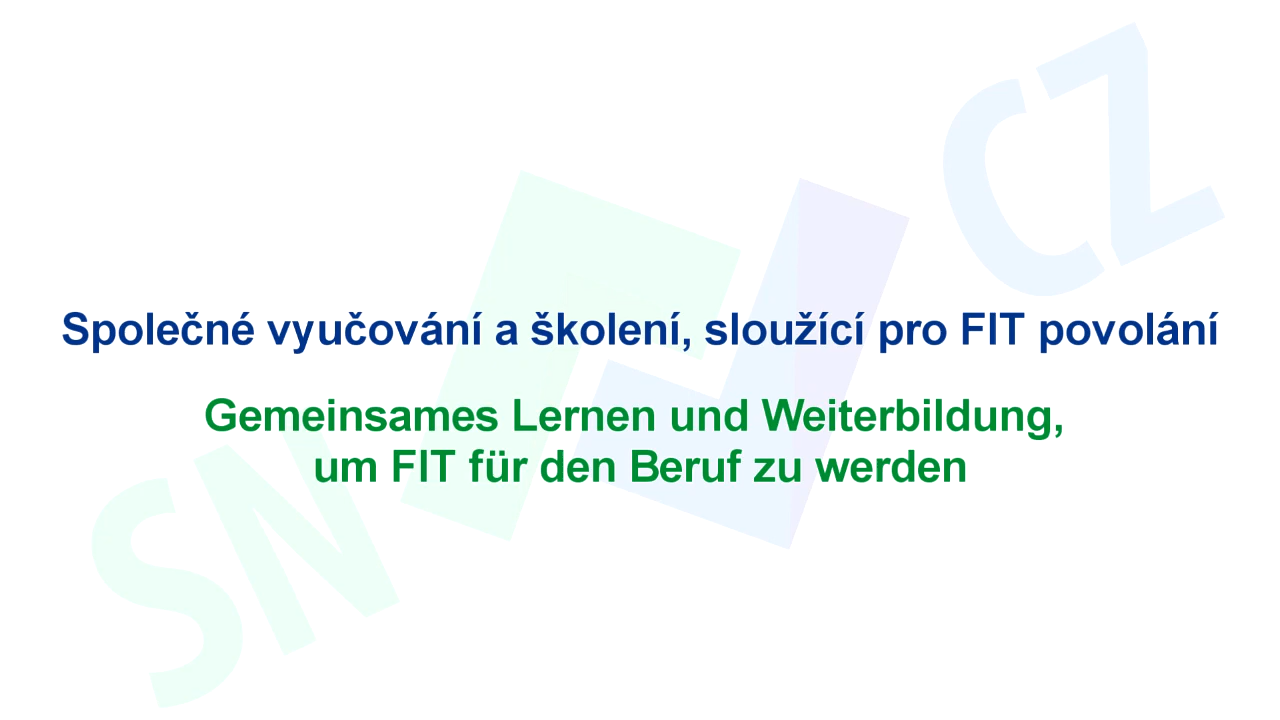 CZ
Společné vyučování a školení, sloužící pro FIT povolání
Gemeinsames Lernen und Weiterbildung,
um FIT für den Beruf zu werden
SN